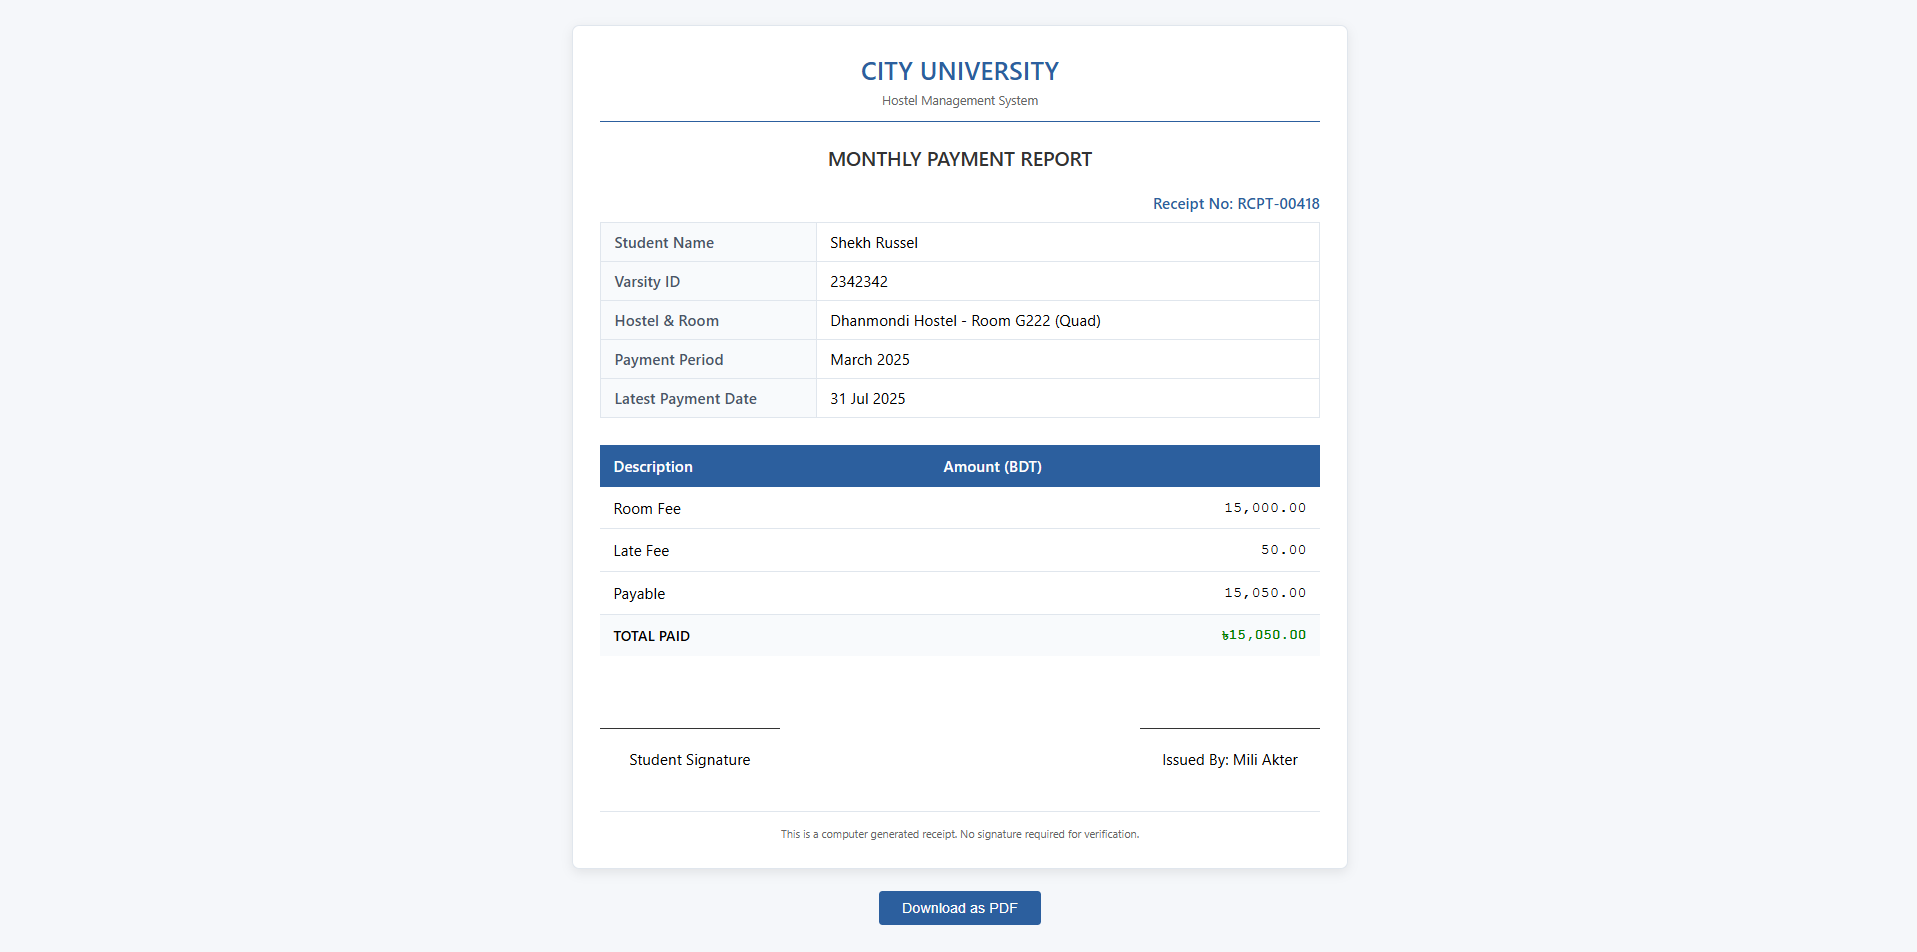 CITY UNIVERSITY
Hostel Management System
MONTHLY PAYMENT REPORT
Receipt No: RCPT-00418
Student Name Shekh Russel
Varsity ID 2342342
Hostel & Room Dhanmondi Hostel - Room G222 (Quad)
Payment Period March 2025
Latest Payment Date 31 Jul 2025
Description Amount (BDT)
Room Fee 15,000.00
Late Fee 50.00
Payable 15,050.00
TOTAL PAID ৳15,050.00
Student Signature Issued By: Mili Akter
This is a computer generated receipt. No signature required for verification.
Download as PDF